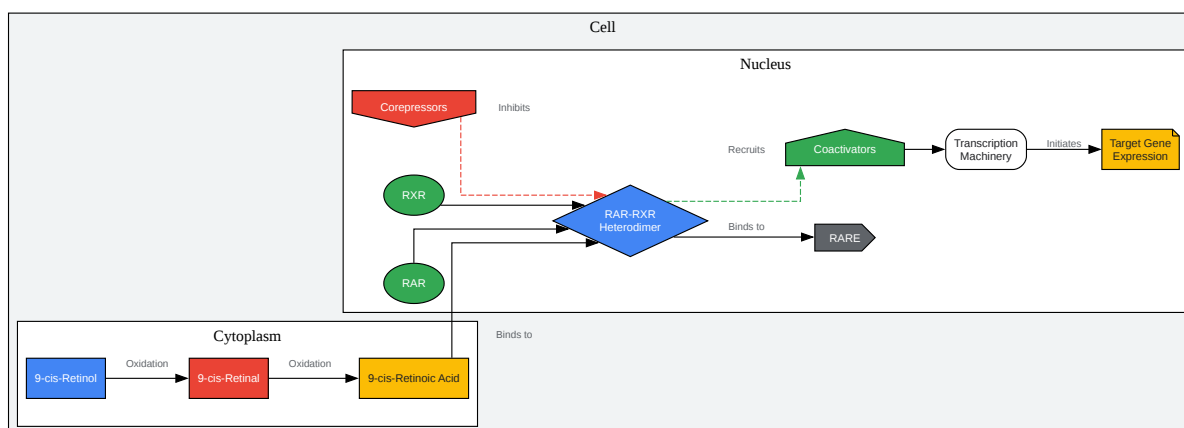 Cell
Nucleus
Corepressors
Inhibits
RXR
RAR
RAR-RXR
Heterodimer
Recruits
Coactivators
Transcription
Machinery
Initiates
Target Gene
Expression
Binds to
RARE
Cytoplasm
Binds to
9-cis-Retinol
Oxidation
9-cis-Retinal
Oxidation
9-cis-Retinoic Acid